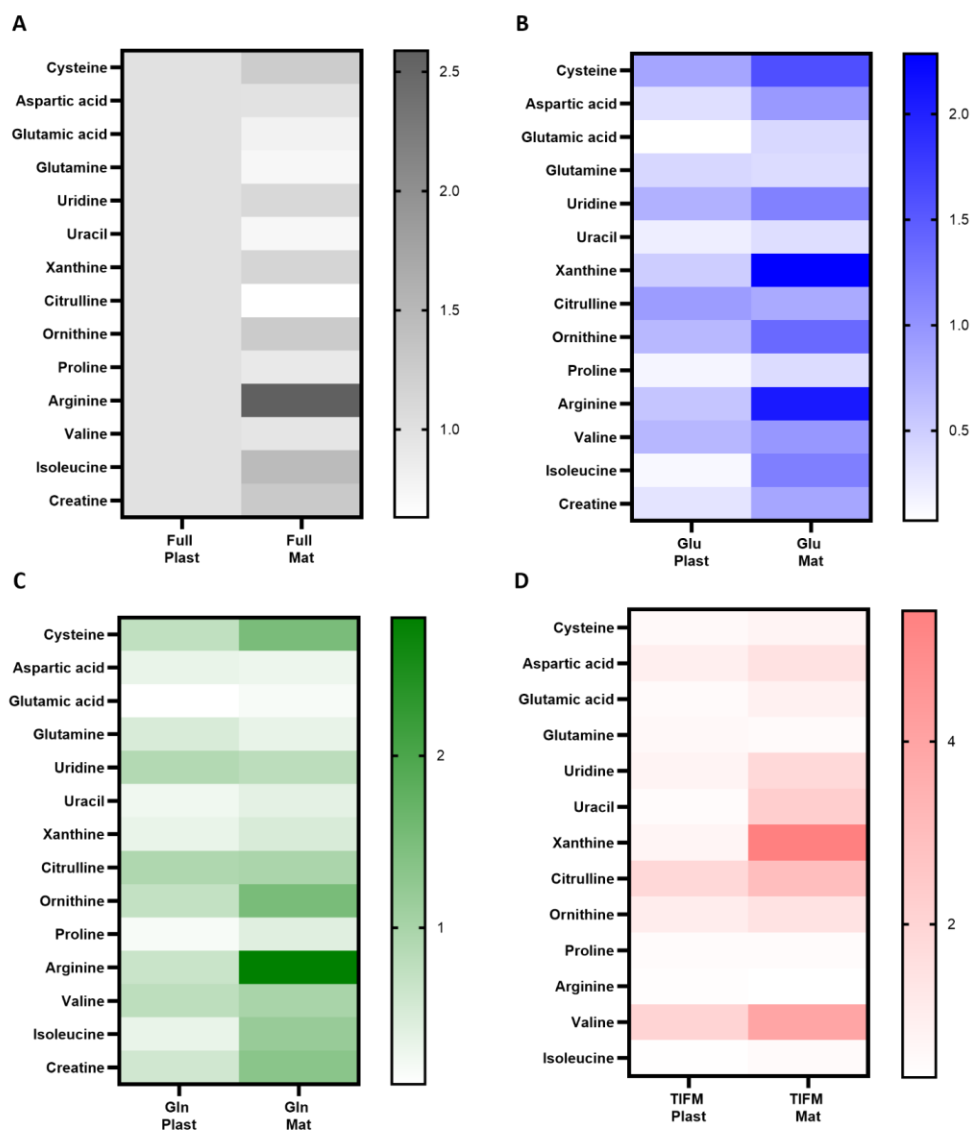 A
Cysteine
Aspartic acid
Glutamic acid
Glutamine
Uridine
Uracil
Xanthine
Citrulline
Ornithine
Proline
Arginine
Valine
Isoleucine
Creatine
Full
Plast
Full
Mat
2.5
2.0
1.5
1.0
B
Cysteine
Aspartic acid
Glutamic acid
Glutamine
Uridine
Uracil
Xanthine
Citrulline
Ornithine
Proline
Arginine
Valine
Isoleucine
Creatine
Glu
Plast
Glu
Mat
2.0
1.5
1.0
0.5
C
Cysteine
Aspartic acid
Glutamic acid
Glutamine
Uridine
Uracil
Xanthine
Citrulline
Ornithine
Proline
Arginine
Valine
Isoleucine
Creatine
Gln
Plast
Gln
Mat
2
1
D
Cysteine
Aspartic acid
Glutamic acid
Glutamine
Uridine
Uracil
Xanthine
Citrulline
Ornithine
Proline
Arginine
Valine
Isoleucine
TIFM
Plast
TIFM
Mat
4
2